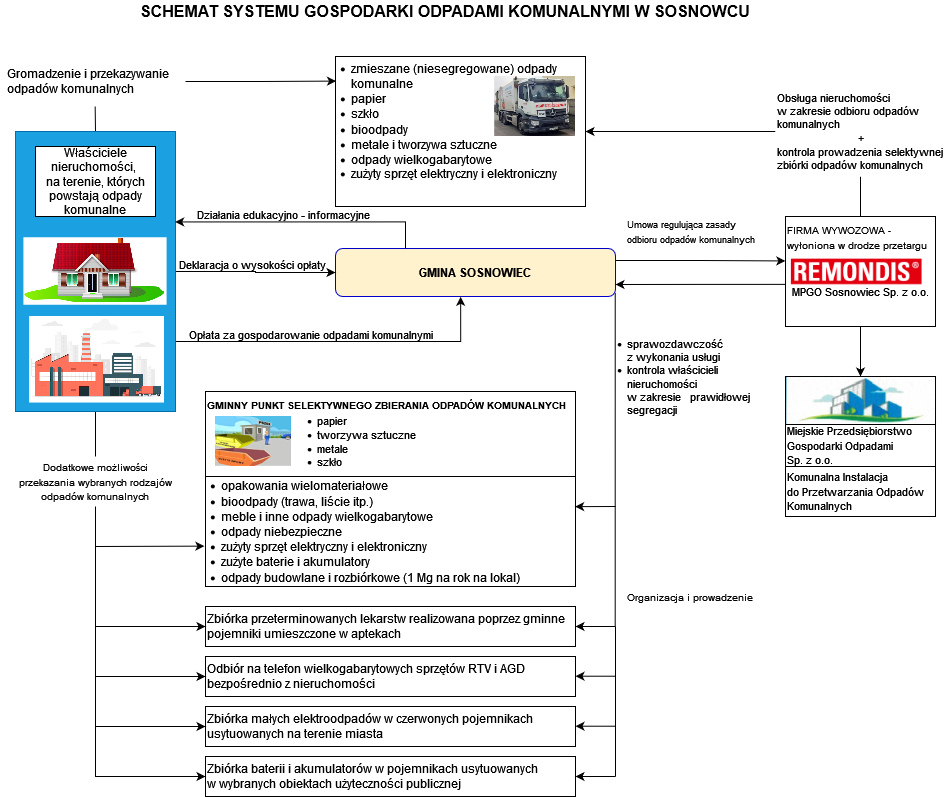 SCHEMAT SYSTEMU GOSPODARKI ODPADAMI KOMUNALNYMI W SOSNOWCU
Gromadzenie i przekazywanie
odpadów komunalnych
• zmieszane (niesegregowane) odpady
komunalne
• papier
• szkło
• bioodpady
• metale i tworzywa sztuczne
• odpady wielkogabarytowe
• zużyty sprzęt elektryczny i elektroniczny
Obsługa nieruchomości
w zakresie odbioru odpadów
komunalnych
+
kontrola prowadzenia selektywnej
zbiórki odpadów komunalnych
Właściciele
nieruchomości,
na terenie, których
powstają odpady
komunalne
Działania edukacyjno - informacyjne
Deklaracja o wysokości opłaty
Opłata za gospodarowanie odpadami komunalnymi
GMINA SOSNOWIEC
Umowa regulująca zasady
odbioru odpadów komunalnych
FIRMA WYWOZOWA -
wyłoniona w drodze przetargu
REMONDIS®
MPGO Sosnowiec Sp. z o.o.
• sprawozdawczość
z wykonania usługi
• kontrola właścicieli
nieruchomości
w zakresie prawidłowej
segregacji
Miejskie Przedsiębiorstwo
Gospodarki Odpadami
Sp. z o.o.
Komunalna Instalacja
do Przetwarzania Odpadów
Komunalnych
GMINNY PUNKT SELEKTYWNEGO ZBIERANIA ODPADÓW KOMUNALNYCH
• papier
• tworzywa sztuczne
• metale
• szkło
• opakowania wielomateriałowe
• bioodpady (trawa, liście itp.)
• meble i inne odpady wielkogabarytowe
• odpady niebezpieczne
• zużyty sprzęt elektryczny i elektroniczny
• zużyte baterie i akumulatory
• odpady budowlane i rozbiórkowe (1 Mg na rok na lokal)
Dodatkowe możliwości
przekazania wybranych rodzajów
odpadów komunalnych
Organizacja i prowadzenie
Zbiórka przeterminowanych lekarstw realizowana poprzez gminne
pojemniki umieszczone w aptekach
Odbiór na telefon wielkogabarytowych sprzętów RTV i AGD
bezpośrednio z nieruchomości
Zbiórka małych elektroodpadów w czerwonych pojemnikach
usytuowanych na terenie miasta
Zbiórka baterii i akumulatorów w pojemnikach usytuowanych
w wybranych obiektach użyteczności publicznej